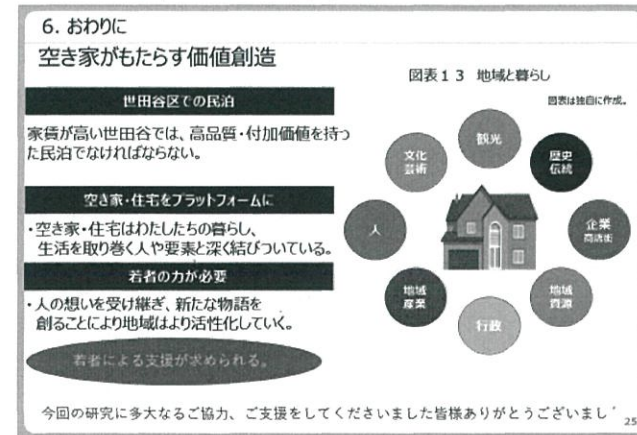 6. おわりに
空き家がもたらす価値創造
世田谷区での民泊
家賃が高い世田谷では、高品質・付加価値を持っ
た民泊でなければならない。
空き家・住宅をプラットフォームに
・空き家・住宅はわたしたちの暮らし、
生活を取り巻く人や要素と深く結びついている。
若者の力が必要
・人の想いを受け継ぎ、新たな物語を
創ることにより地域はより活性化していく。
若者による支援が求められる。
図表13 地域と暮らし
図表は独自に作成。
観光
文化
芸術
歴史
伝統
人
企業
商店街
地域
産業
地域
資源
行政
今回の研究に多大なるご協力、ご支援をしてくださいました皆様ありがとうございまし
25